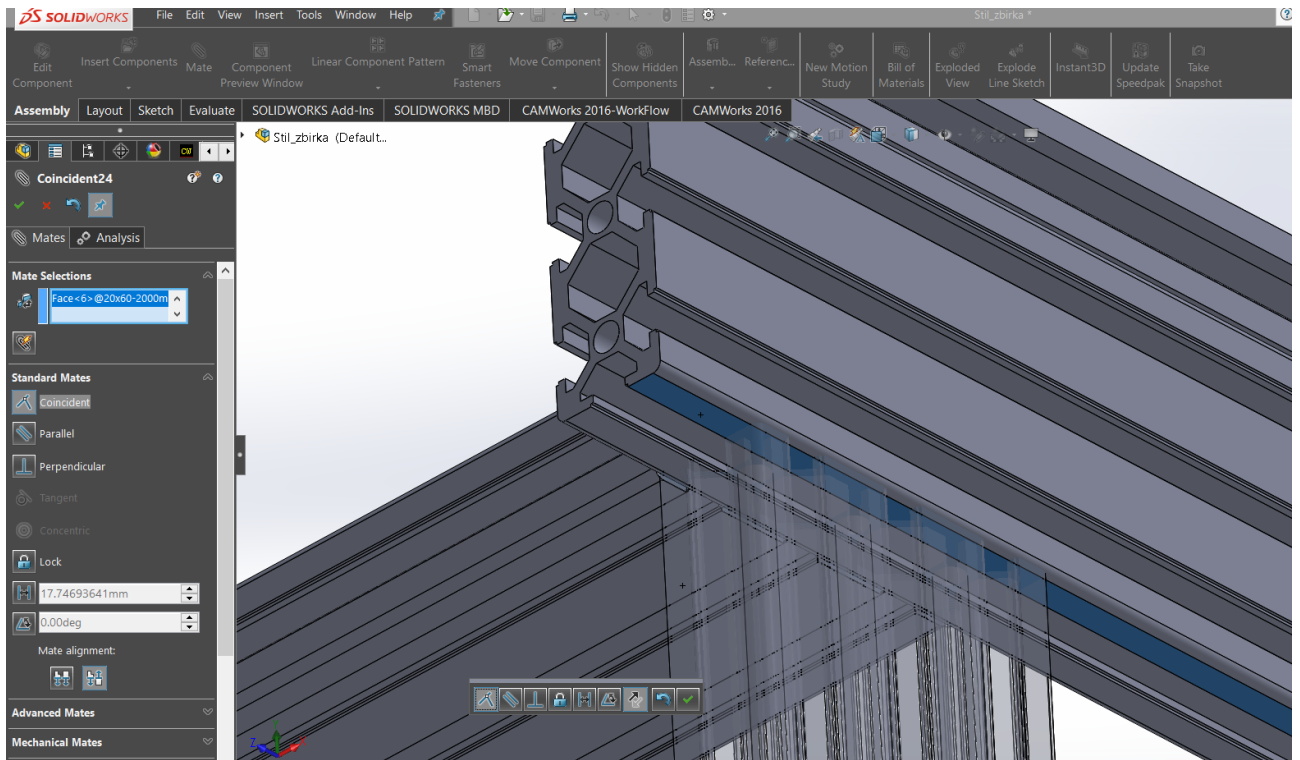 SOLIDWORKS File Edit View Insert Tools Window Help Stil_zbirka *
Edit Component Insert Components Mate Component Preview Window Linear Component Pattern Smart Fasteners Move Component Show Hidden Components Assemb... Referenc... New Motion Study Bill of Materials Exploded View Explode Line Sketch Instant3D Update Speedpak Take Snapshot
Assembly Layout Sketch Evaluate SOLIDWORKS Add-Ins SOLIDWORKS MBD CAMWorks 2016-WorkFlow CAMWorks 2016
Stil_zbirka (Default...
Coincident24
Mates Analysis
Mate Selections
Face<6>@20x60-2000m
Standard Mates
Coincident
Parallel
Perpendicular
Tangent
Concentric
Lock
17.74693641mm
0.00deg
Mate alignment:
Advanced Mates
Mechanical Mates
Z